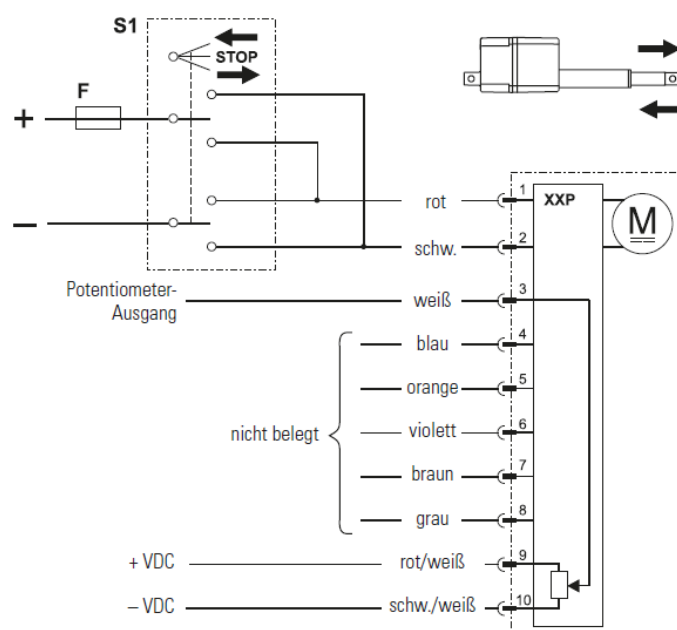 S1
STOP
F
+
–
rot
1
XXP
M
schw.
2
Potentiometer-
Ausgang
weiß
3
blau
4
orange
5
nicht belegt
violett
6
braun
7
grau
8
+ VDC
rot/weiß
9
– VDC
schw./weiß
10